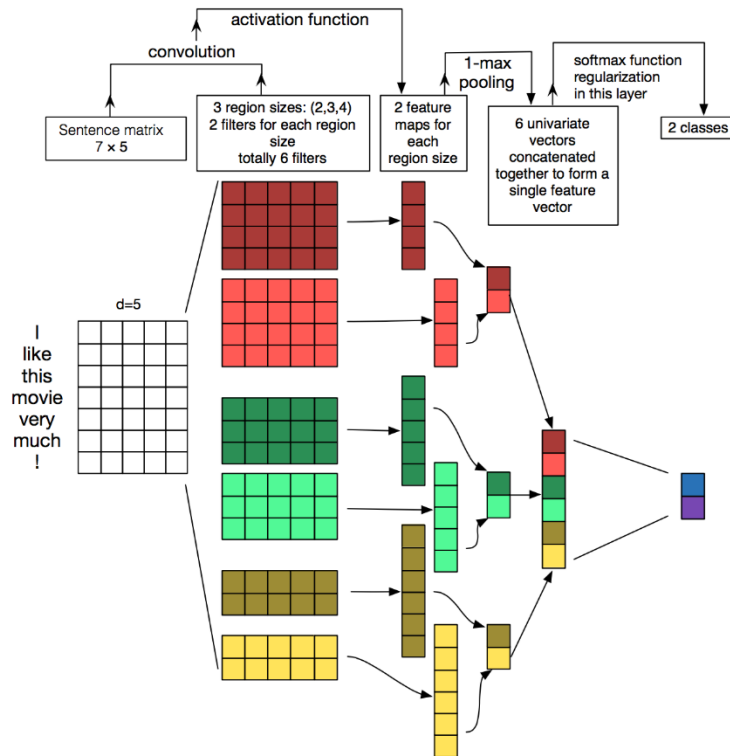 activation function
convolution
1-max
pooling
softmax function
regularization
in this layer
Sentence matrix
7 × 5
3 region sizes: (2,3,4)
2 filters for each region
size
totally 6 filters
2 feature
maps for
each
region size
6 univariate
vectors
concatenated
together to form a
single feature
vector
2 classes
d=5
I
like
this
movie
very
much
!